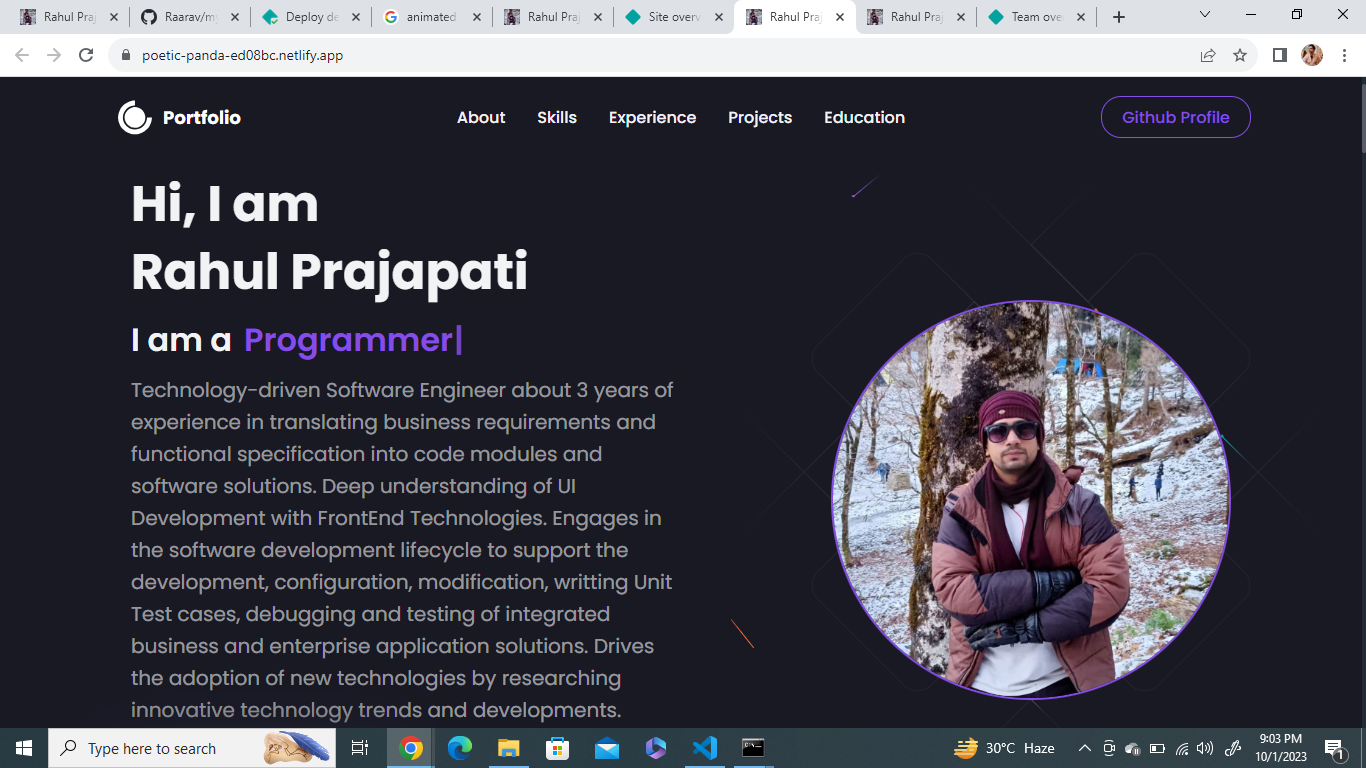 Rahul Praj
Raarav/my
Deploy de
animated
Rahul Praj
Site overv
Rahul Praj
Rahul Praj
Team over
poetic-panda-ed08bc.netlify.app
Portfolio
About
Skills
Experience
Projects
Education
Github Profile
Hi, I am
Rahul Prajapati
I am a Programmer|
Technology-driven Software Engineer about 3 years of
experience in translating business requirements and
functional specification into code modules and
software solutions. Deep understanding of UI
Development with FrontEnd Technologies. Engages in
the software development lifecycle to support the
development, configuration, modification, writting Unit
Test cases, debugging and testing of integrated
business and enterprise application solutions. Drives
the adoption of new technologies by researching
innovative technology trends and developments.
Type here to search
30°C Haze
9:03 PM
10/1/2023
1